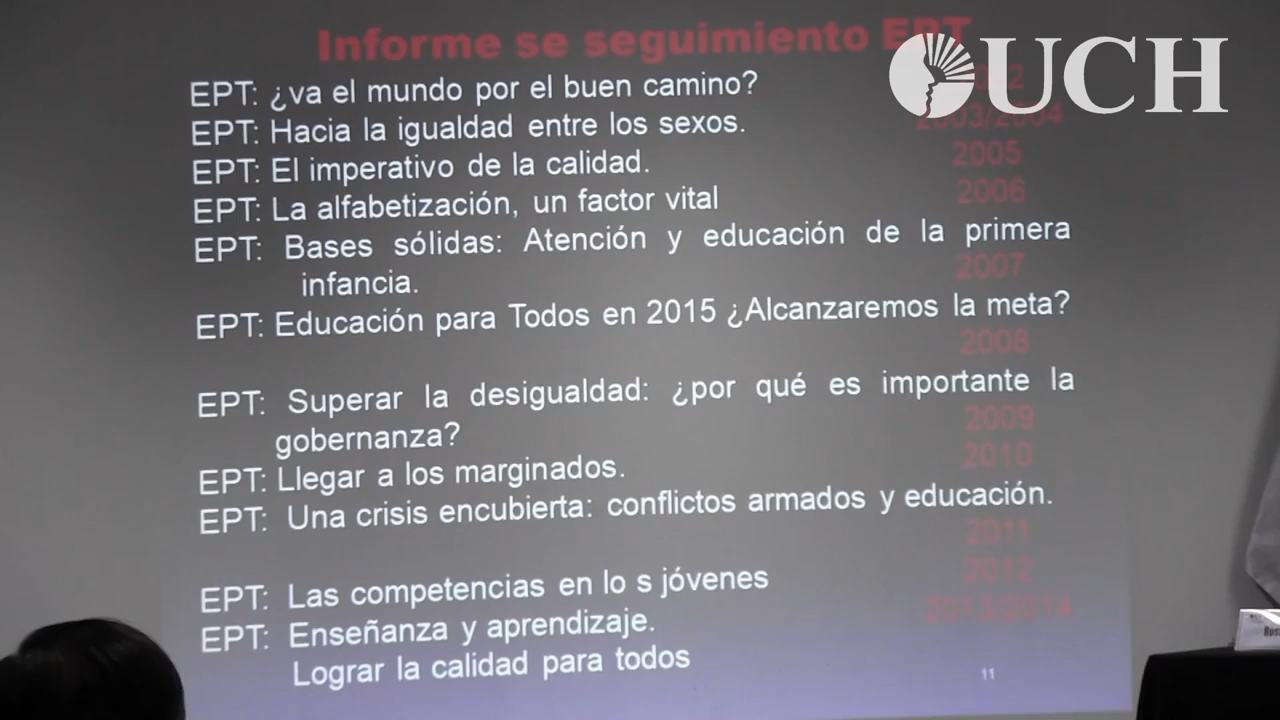 Informe se seguimiento EPT
UCH
EPT: ¿va el mundo por el buen camino?
EPT: Hacia la igualdad entre los sexos. 2003/2004
EPT: El imperativo de la calidad. 2005
EPT: La alfabetización, un factor vital 2006
EPT: Bases sólidas: Atención y educación de la primera
infancia. 2007
EPT: Educación para Todos en 2015 ¿Alcanzaremos la meta?
2008
EPT: Superar la desigualdad: ¿por qué es importante la
gobernanza? 2009
EPT: Llegar a los marginados. 2010
EPT: Una crisis encubierta: conflictos armados y educación.
2011
EPT: Las competencias en lo s jóvenes 2012
EPT: Enseñanza y aprendizaje. 2013/2014
Lograr la calidad para todos
11